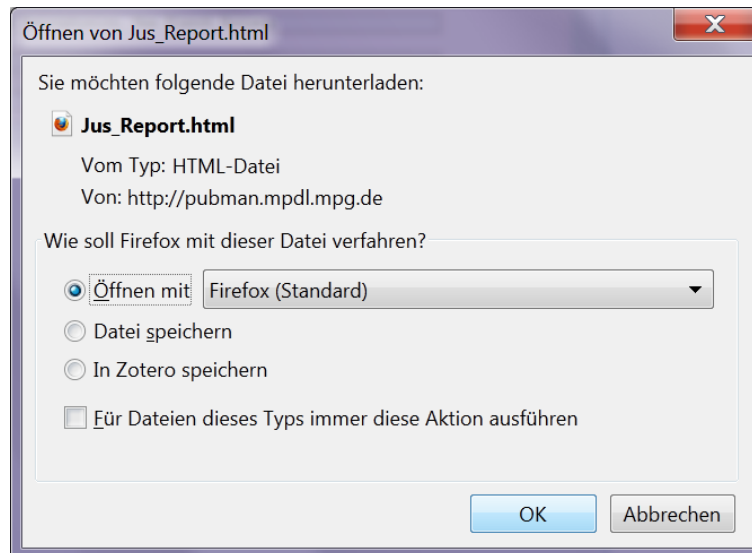 Öffnen von Jus_Report.html
X
Sie möchten folgende Datei herunterladen:
Jus_Report.html
Vom Typ: HTML-Datei
Von: http://pubman.mpdl.mpg.de
Wie soll Firefox mit dieser Datei verfahren?
Öffnen mit Firefox (Standard)
Datei speichern
In Zotero speichern
Für Dateien dieses Typs immer diese Aktion ausführen
OK Abbrechen